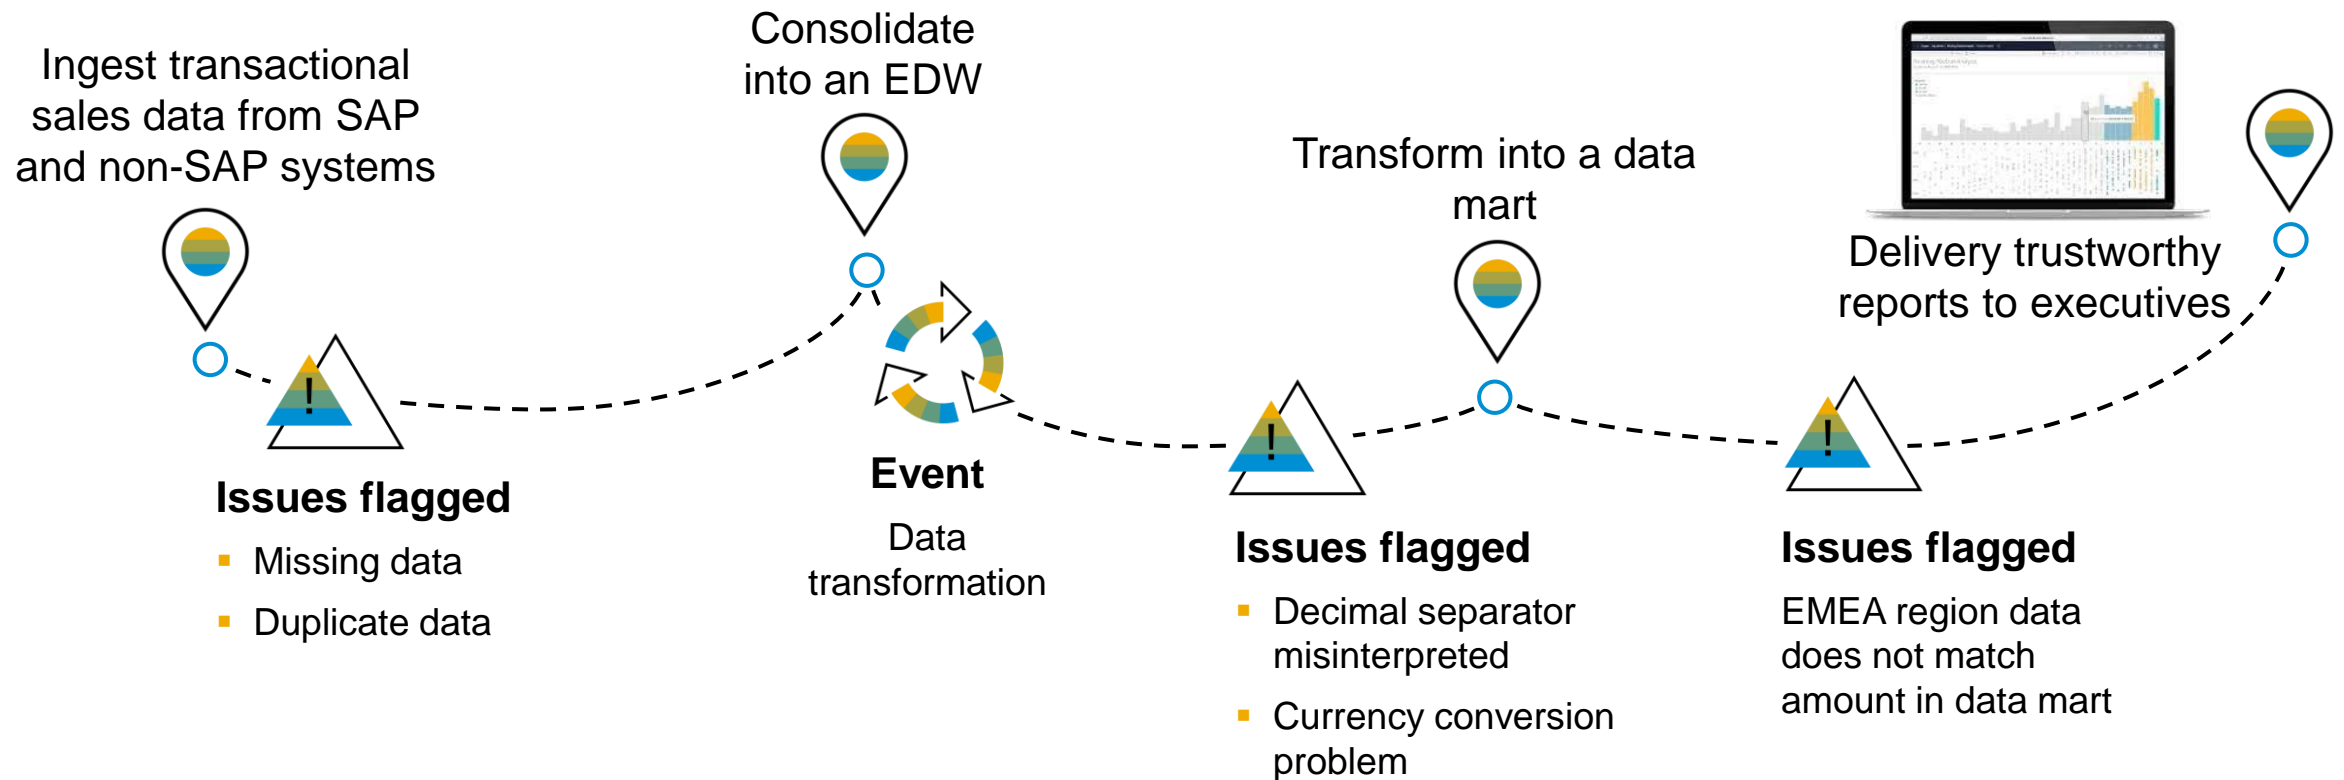 Ingest transactional
sales data from SAP
and non-SAP systems
Consolidate
into an EDW
Transform into a data
mart
Delivery trustworthy
reports to executives
!
Issues flagged
▪ Missing data
▪ Duplicate data
Event
Data
transformation
!
Issues flagged
▪ Decimal separator
misinterpreted
▪ Currency conversion
problem
!
Issues flagged
EMEA region data
does not match
amount in data mart